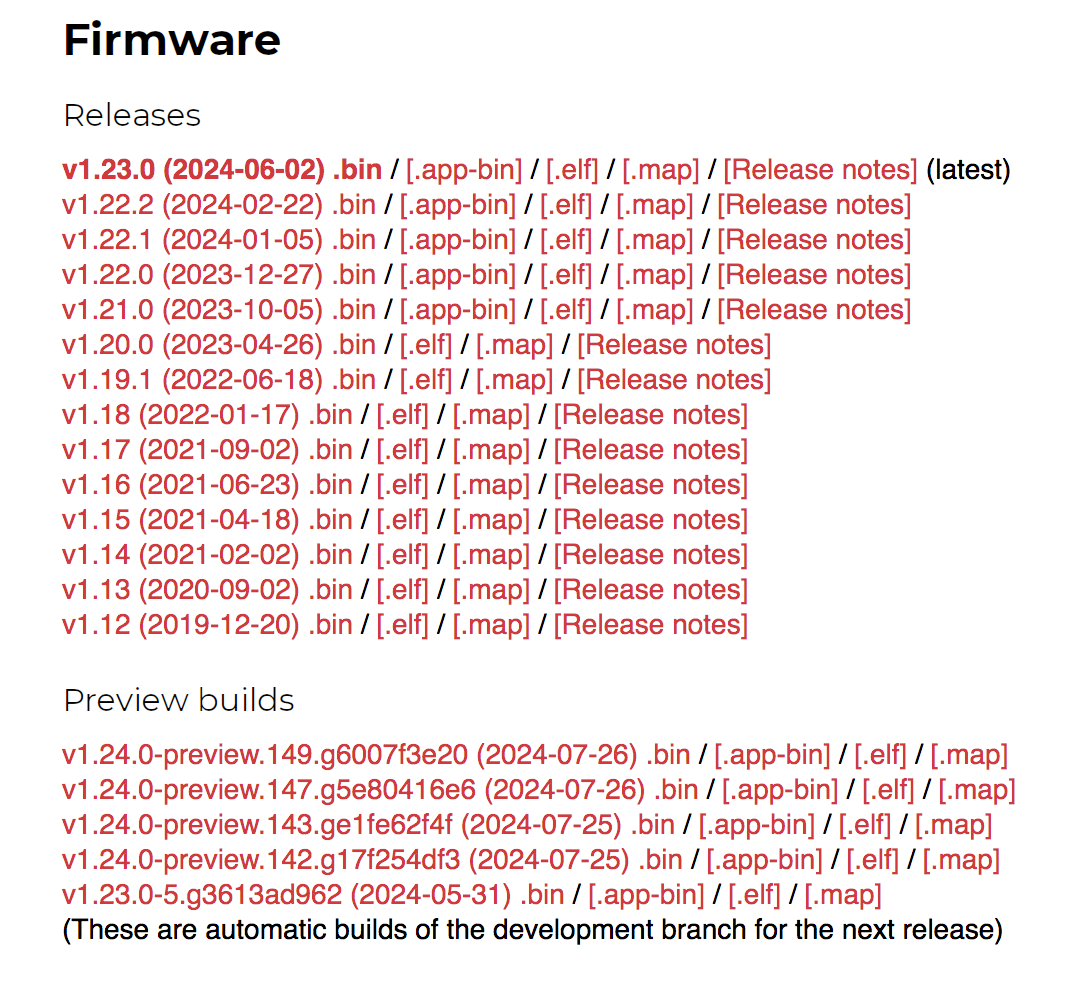 Firmware
Releases
v1.23.0 (2024-06-02) .bin / [.app-bin] / [.elf] / [.map] / [Release notes] (latest)
v1.22.2 (2024-02-22) .bin / [.app-bin] / [.elf] / [.map] / [Release notes]
v1.22.1 (2024-01-05) .bin / [.app-bin] / [.elf] / [.map] / [Release notes]
v1.22.0 (2023-12-27) .bin / [.app-bin] / [.elf] / [.map] / [Release notes]
v1.21.0 (2023-10-05) .bin / [.app-bin] / [.elf] / [.map] / [Release notes]
v1.20.0 (2023-04-26) .bin / [.elf] / [.map] / [Release notes]
v1.19.1 (2022-06-18) .bin / [.elf] / [.map] / [Release notes]
v1.18 (2022-01-17) .bin / [.elf] / [.map] / [Release notes]
v1.17 (2021-09-02) .bin / [.elf] / [.map] / [Release notes]
v1.16 (2021-06-23) .bin / [.elf] / [.map] / [Release notes]
v1.15 (2021-04-18) .bin / [.elf] / [.map] / [Release notes]
v1.14 (2021-02-02) .bin / [.elf] / [.map] / [Release notes]
v1.13 (2020-09-02) .bin / [.elf] / [.map] / [Release notes]
v1.12 (2019-12-20) .bin / [.elf] / [.map] / [Release notes]
Preview builds
v1.24.0-preview.149.g6007f3e20 (2024-07-26) .bin / [.app-bin] / [.elf] / [.map]
v1.24.0-preview.147.g5e80416e6 (2024-07-26) .bin / [.app-bin] / [.elf] / [.map]
v1.24.0-preview.143.ge1fe62f4f (2024-07-25) .bin / [.app-bin] / [.elf] / [.map]
v1.24.0-preview.142.g17f254df3 (2024-07-25) .bin / [.app-bin] / [.elf] / [.map]
v1.23.0-5.g3613ad962 (2024-05-31) .bin / [.app-bin] / [.elf] / [.map]
(These are automatic builds of the development branch for the next release)